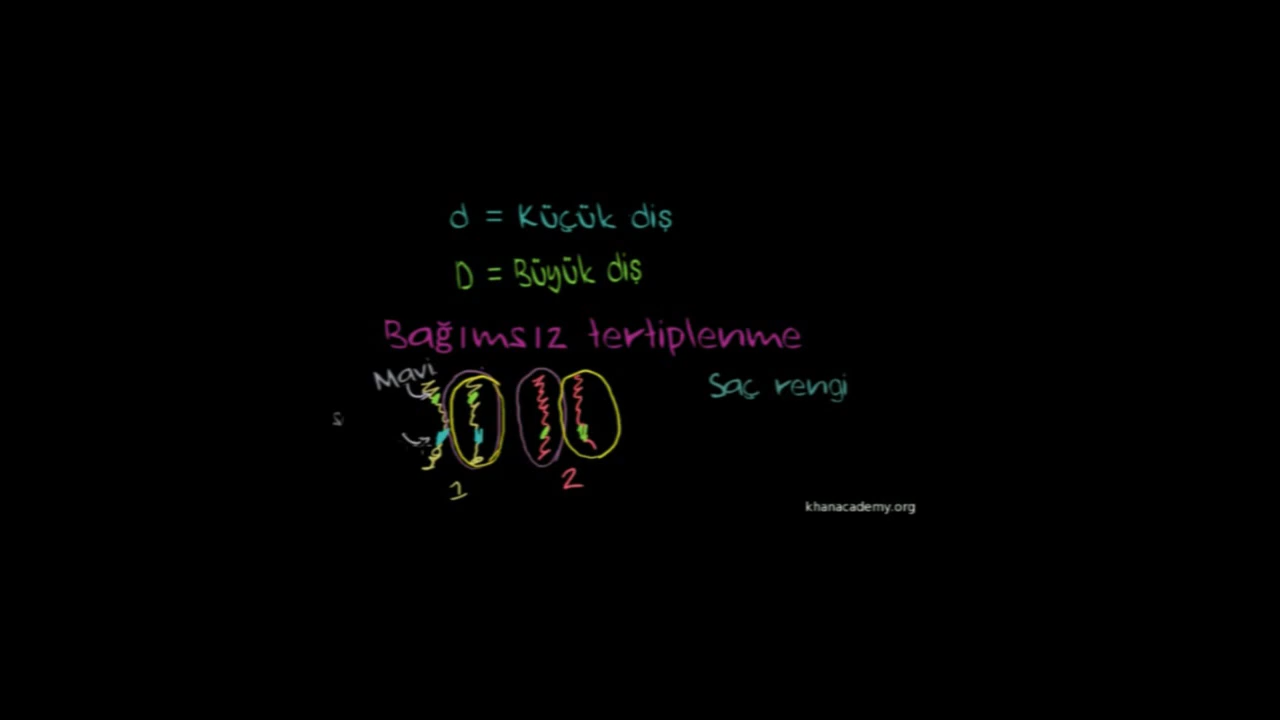 d = Küçük diş
D = Büyük diş
Bağımsız tertiplenme
Mavi
Saç rengi
s
1
2
khanacademy.org